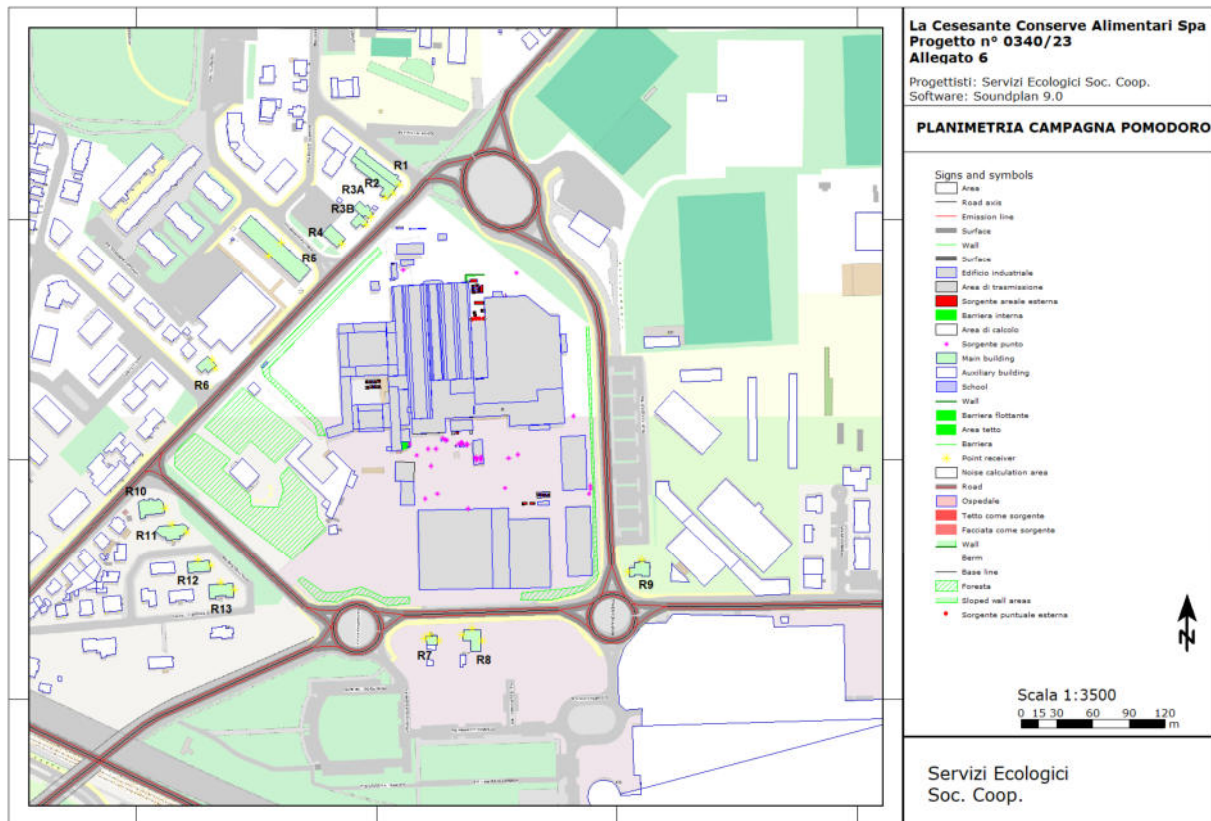 La Cesesante Conserve Alimentari Spa
Progetto nº 0340/23
Allegato 6
Progettisti: Servizi Ecologici Soc. Coop.
Software: Soundplan 9.0
PLANIMETRIA CAMPAGNA POMODORO
Signs and symbols
Area
Road axis
Emission line
Surface
Wall
Surface
Edificio industriale
Area di trasmissione
Sorgente areale esterna
Barriera interna
Area di calcolo
Sorgente punto
Main building
Auxiliary building
School
Wall
Barriera flottante
Area tetto
Barriera
Point receiver
Noise calculation area
Road
Ospedale
Tetto come sorgente
Facciata come sorgente
Wall
Berm
Base line
Foresta
Sloped wall areas
Sorgente puntuale esterna
N
Scala 1:3500
0 15 30 60 90 120
m
Servizi Ecologici
Soc. Coop.
R1
R2
R3A
R3B
R4
R5
R6
R10
R11
R12
R13
R9
R7
R8